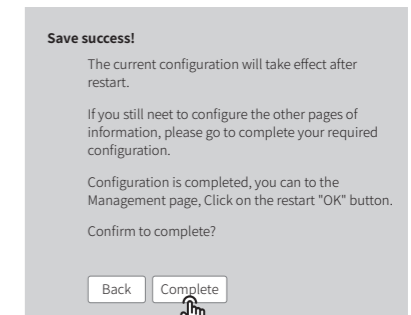 Save success!
The current configuration will take effect after
restart.
If you still neet to configure the other pages of
information, please go to complete your required
configuration.
Configuration is completed, you can to the
Management page, Click on the restart "OK" button.
Confirm to complete?
Back Complete